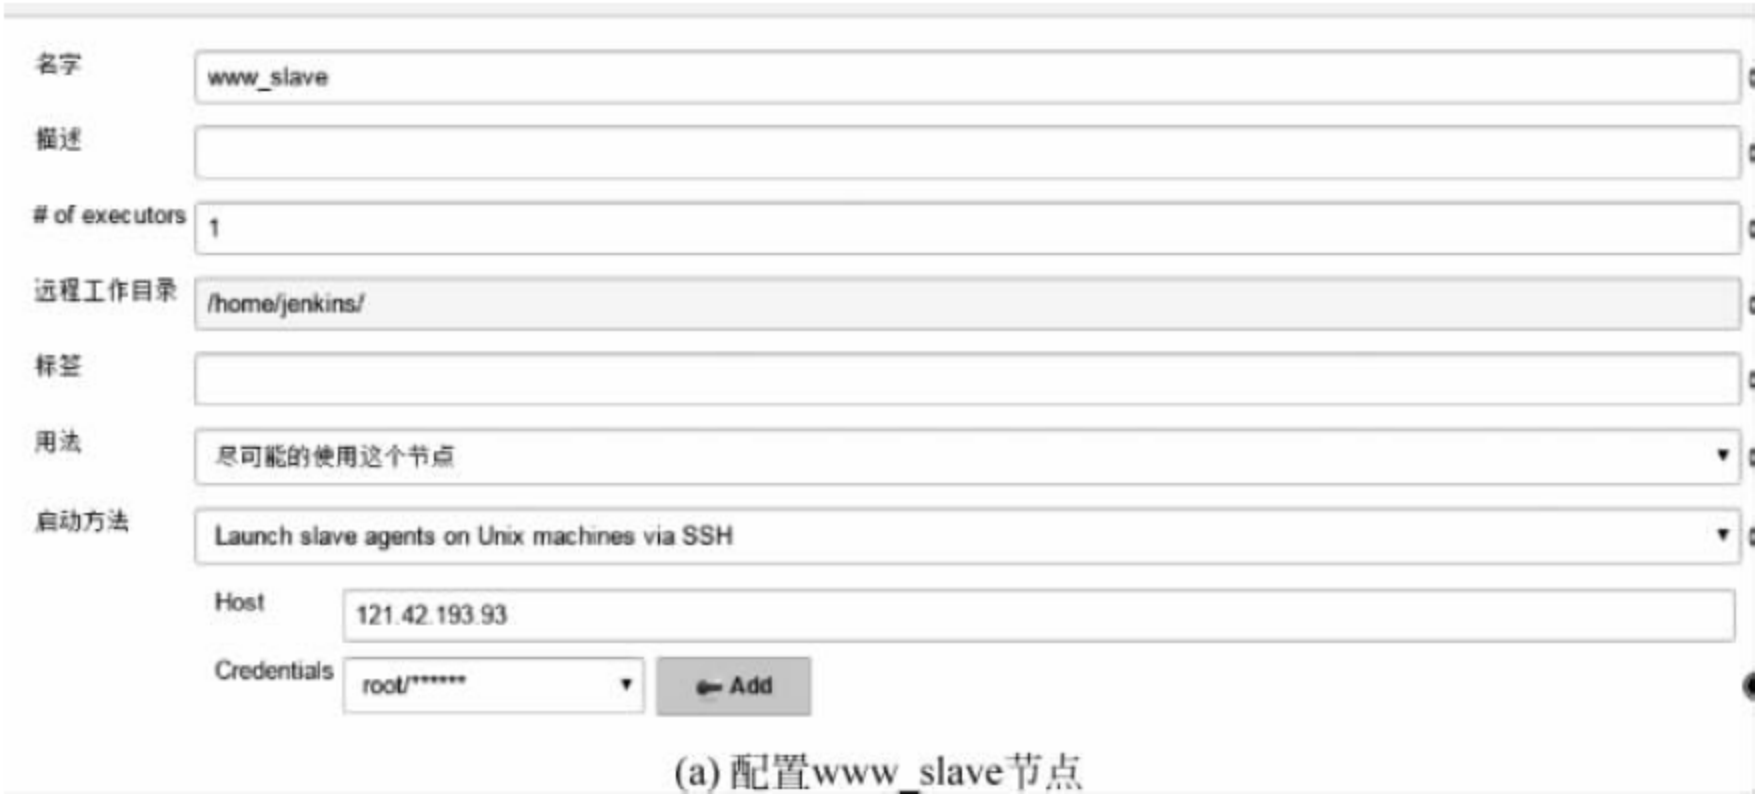 名字 www_slave
描述
# of executors 1
远程工作目录 /home/jenkins/
标签
用法 尽可能的使用这个节点
启动方法 Launch slave agents on Unix machines via SSH
Host 121.42.193.93
Credentials root/****** Add
(a) 配置www_slave节点